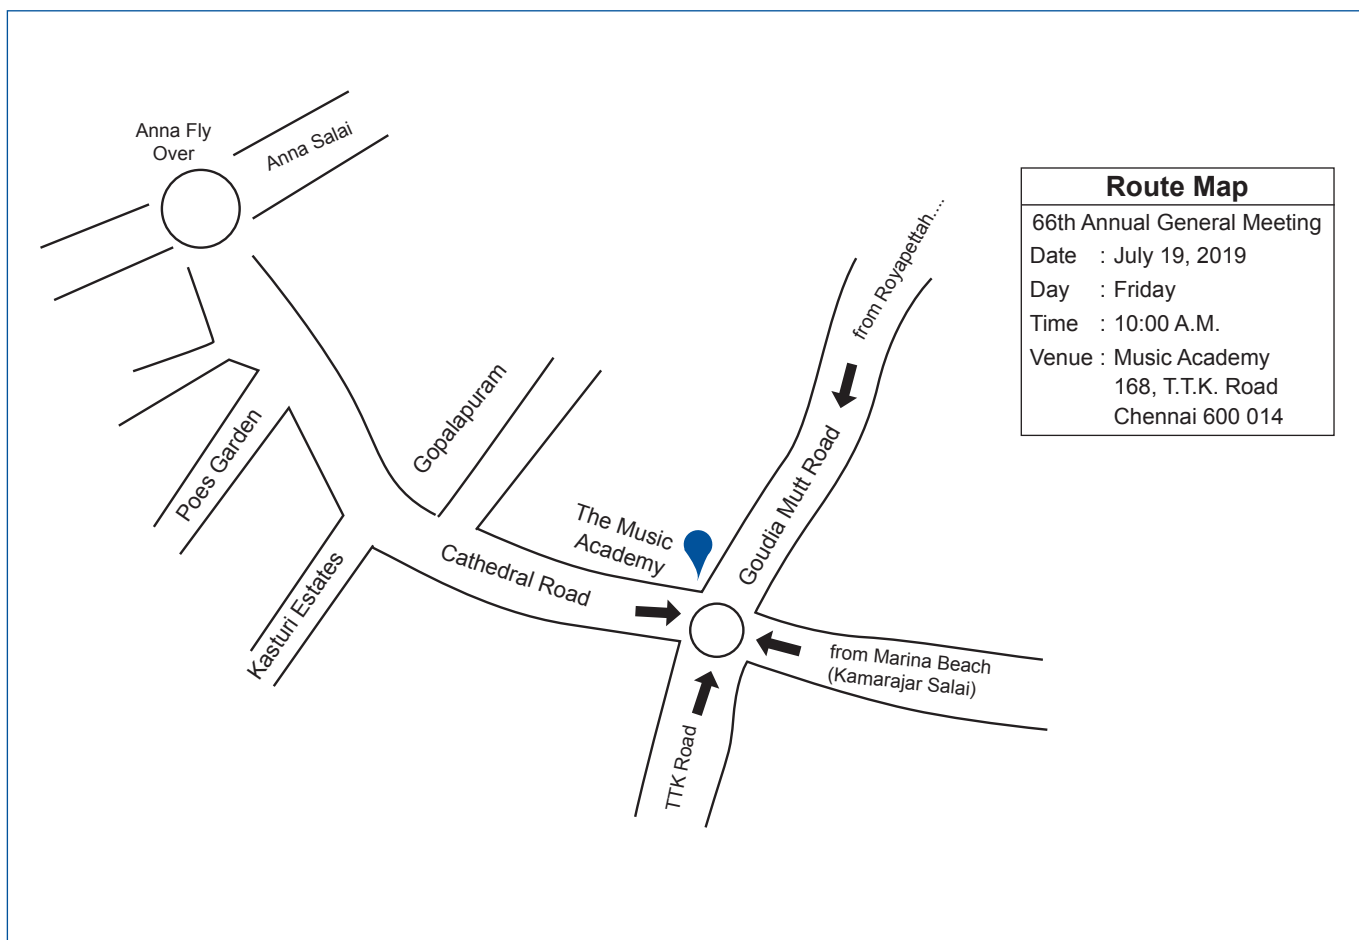 Anna Fly
Over
Anna Salai
Route Map
66th Annual General Meeting
Date : July 19, 2019
Day : Friday
Time : 10:00 A.M.
Venue : Music Academy
168, T.T.K. Road
Chennai 600 014
from Royapettah....
Gopalapuram
Poes Garden
Goudia Mutt Road
The Music
Academy
Cathedral Road
Kasturi Estates
from Marina Beach
(Kamarajar Salai)
TTK Road